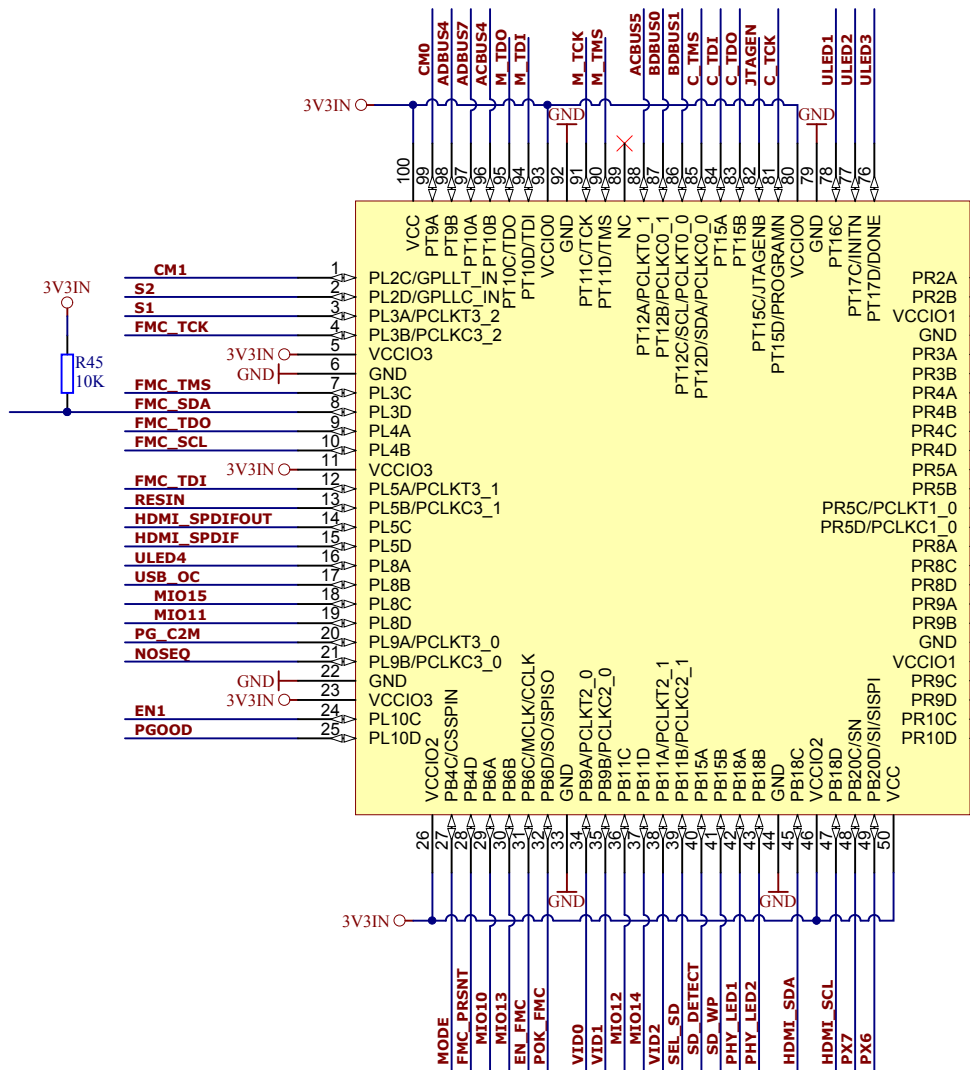 CM0
ADBUS4
ADBUS7
ACBUS4
M_TDO
M_TDI
M_TCK
M_TMS
ACBUS5
BDBUS0
BDBUS1
C_TMS
C_TDI
C_TDO
JTAGEN
C_TCK
ULED1
ULED2
ULED3
3V3IN
GND
GND
100
99
98
97
96
95
94
93
92
91
90
89
88
87
86
85
84
83
82
81
80
79
78
77
76
VCC
PT9A
PT9B
PT10A
PT10B
PT10C/TDO
PT10D/TDI
VCCIO0
GND
PT11C/TCK
PT11D/TMS
NC
PT12A/PCLKT0_1
PT12B/PCLKC0_1
PT12C/SCL/PCLKT0_0
PT12D/SDA/PCLKC0_0
PT15A
PT15B
PT15C/JTAGENB
PT15D/PROGRAMN
VCCIO0
GND
PT16C
PT17C/INITN
PT17D/DONE
3V3IN
R45
10K
CM1 1 PL2C/GPLLT_IN
S2 2 PL2D/GPLLC_IN
S1 3 PL3A/PCLKT3_2
FMC_TCK 4 PL3B/PCLKC3_2
3V3IN 5 VCCIO3
GND 6 GND
FMC_TMS 7 PL3C
FMC_SDA 8 PL3D
FMC_TDO 9 PL4A
FMC_SCL 10 PL4B
3V3IN 11 VCCIO3
FMC_TDI 12 PL5A/PCLKT3_1
RESIN 13 PL5B/PCLKC3_1
HDMI_SPDIFOUT 14 PL5C
HDMI_SPDIF 15 PL5D
ULED4 16 PL8A
USB_OC 17 PL8B
MIO15 18 PL8C
MIO11 19 PL8D
PG_C2M 20 PL9A/PCLKT3_0
NOSEQ 21 PL9B/PCLKC3_0
GND 22 GND
3V3IN 23 VCCIO3
EN1 24 PL10C
PGOOD 25 PL10D
PR2A
PR2B
VCCIO1
GND
PR3A
PR3B
PR4A
PR4B
PR4C
PR4D
PR5A
PR5B
PR5C/PCLKT1_0
PR5D/PCLKC1_0
PR8A
PR8C
PR8D
PR9A
PR9B
GND
VCCIO1
PR9C
PR9D
PR10C
PR10D
VCCIO2
PB4C/CSSPIN
PB4D
PB6A
PB6B
PB6C/MCLK/CCLK
PB6D/SO/SPISO
GND
PB9A/PCLKT2_0
PB9B/PCLKC2_0
PB11C
PB11D
PB11A/PCLKT2_1
PB11B/PCLKC2_1
PB15A
PB15B
PB18A
PB18B
GND
PB18C
VCCIO2
PB18D
PB20C/SN
PB20D/SI/SISPI
VCC
26
27
28
29
30
31
32
33
34
35
36
37
38
39
40
41
42
43
44
45
46
47
48
49
50
GND
GND
3V3IN
MODE
FMC_PRSNT
MIO10
MIO13
EN_FMC
POK_FMC
VID0
VID1
MIO12
MIO14
VID2
SEL_SD
SD_DETECT
SD_WP
PHY_LED1
PHY_LED2
HDMI_SDA
HDMI_SCL
PX7
PX6